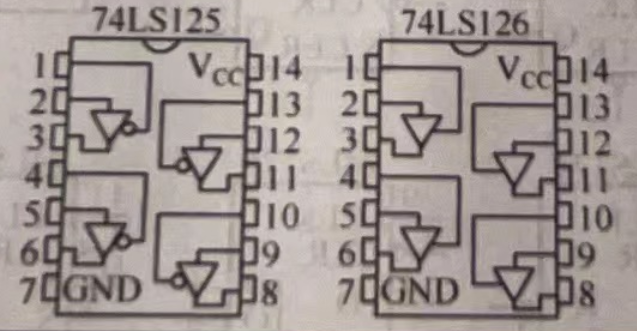 74LS125 74LS126
1 VCC 14 1 VCC 14
2 13 2 13
3 12 3 12
4 11 4 11
5 10 5 10
6 9 6 9
7 GND 8 7 GND 8